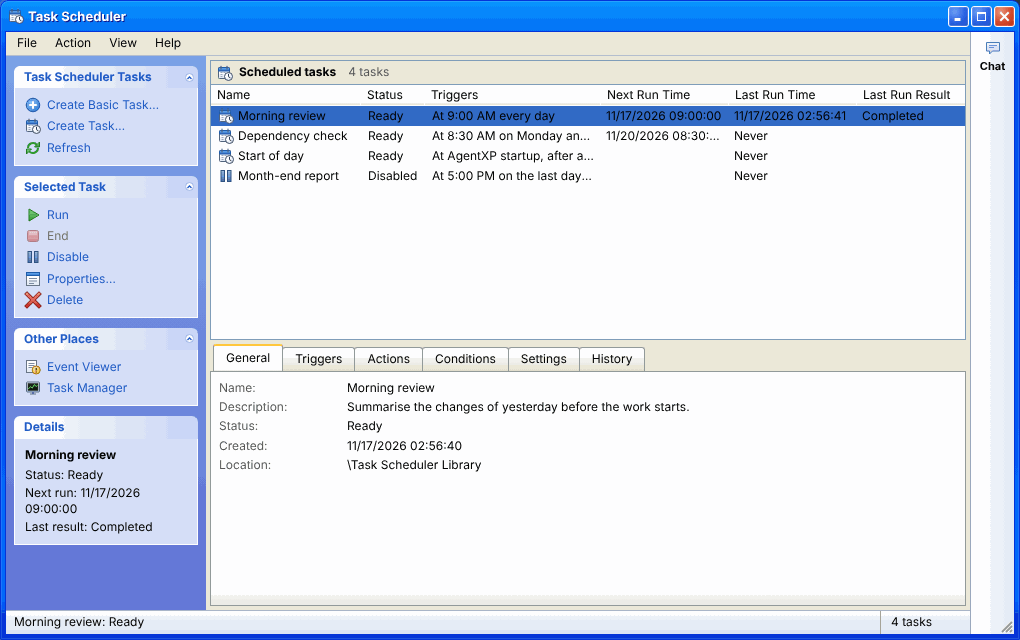 Task Scheduler
File Action View Help
Chat
Task Scheduler Tasks
Create Basic Task...
Create Task...
Refresh
Selected Task
Run
End
Disable
Properties...
Delete
Other Places
Event Viewer
Task Manager
Details
Morning review
Status: Ready
Next run: 11/17/2026
09:00:00
Last result: Completed
Scheduled tasks 4 tasks
Name Status Triggers Next Run Time Last Run Time Last Run Result
Morning review Ready At 9:00 AM every day 11/17/2026 09:00:00 11/17/2026 02:56:41 Completed
Dependency check Ready At 8:30 AM on Monday an... 11/20/2026 08:30:... Never
Start of day Ready At AgentXP startup, after a... Never
Month-end report Disabled At 5:00 PM on the last day... Never
General Triggers Actions Conditions Settings History
Name: Morning review
Description: Summarise the changes of yesterday before the work starts.
Status: Ready
Created: 11/17/2026 02:56:40
Location: \Task Scheduler Library
Morning review: Ready 4 tasks